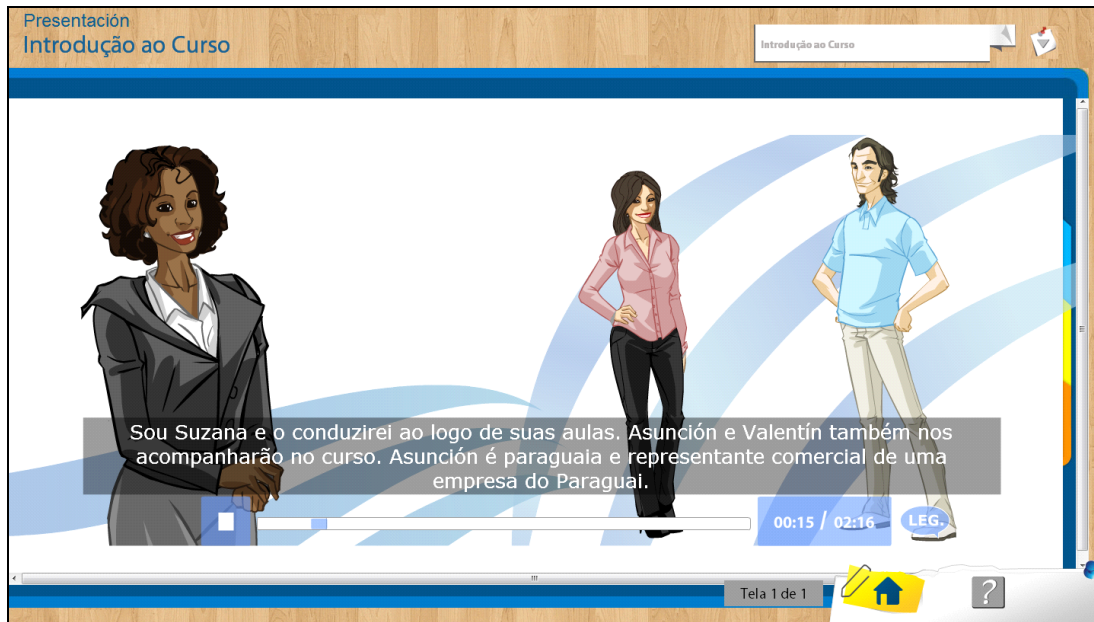 Presentación
Introdução ao Curso
Introdução ao Curso
Sou Suzana e o conduzirei ao logo de suas aulas. Asunción e Valentín também nos
acompanharão no curso. Asunción é paraguaia e representante comercial de uma
empresa do Paraguai.
00:15 / 02:16
LEG.
Tela 1 de 1
?